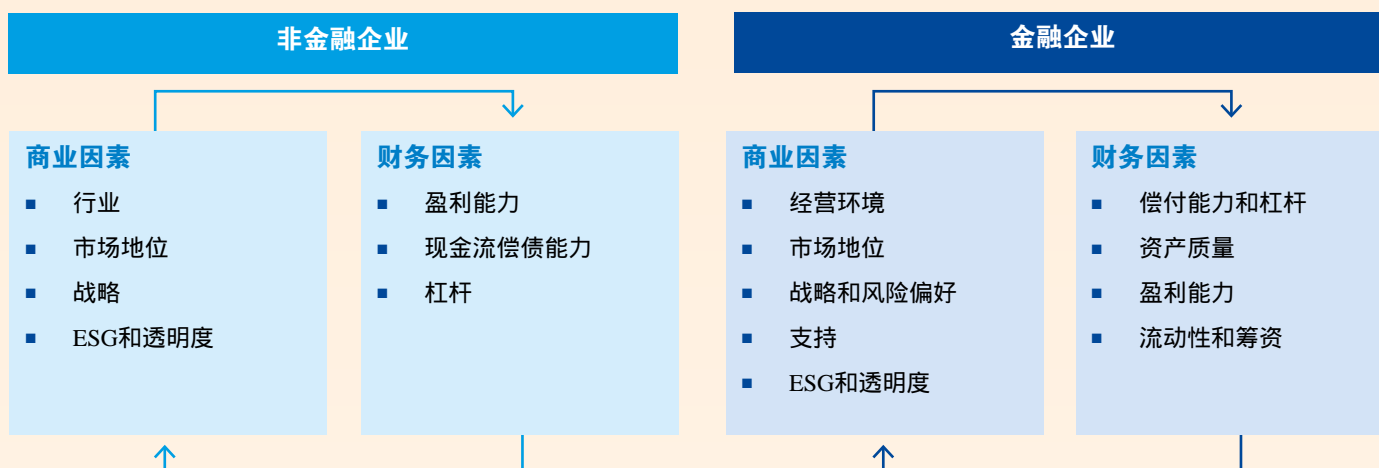 非金融企业
商业因素
行业
市场地位
战略
ESG和透明度
财务因素
盈利能力
现金流偿债能力
杠杆
金融企业
商业因素
经营环境
市场地位
战略和风险偏好
支持
ESG和透明度
财务因素
偿付能力和杠杆
资产质量
盈利能力
流动性和筹资